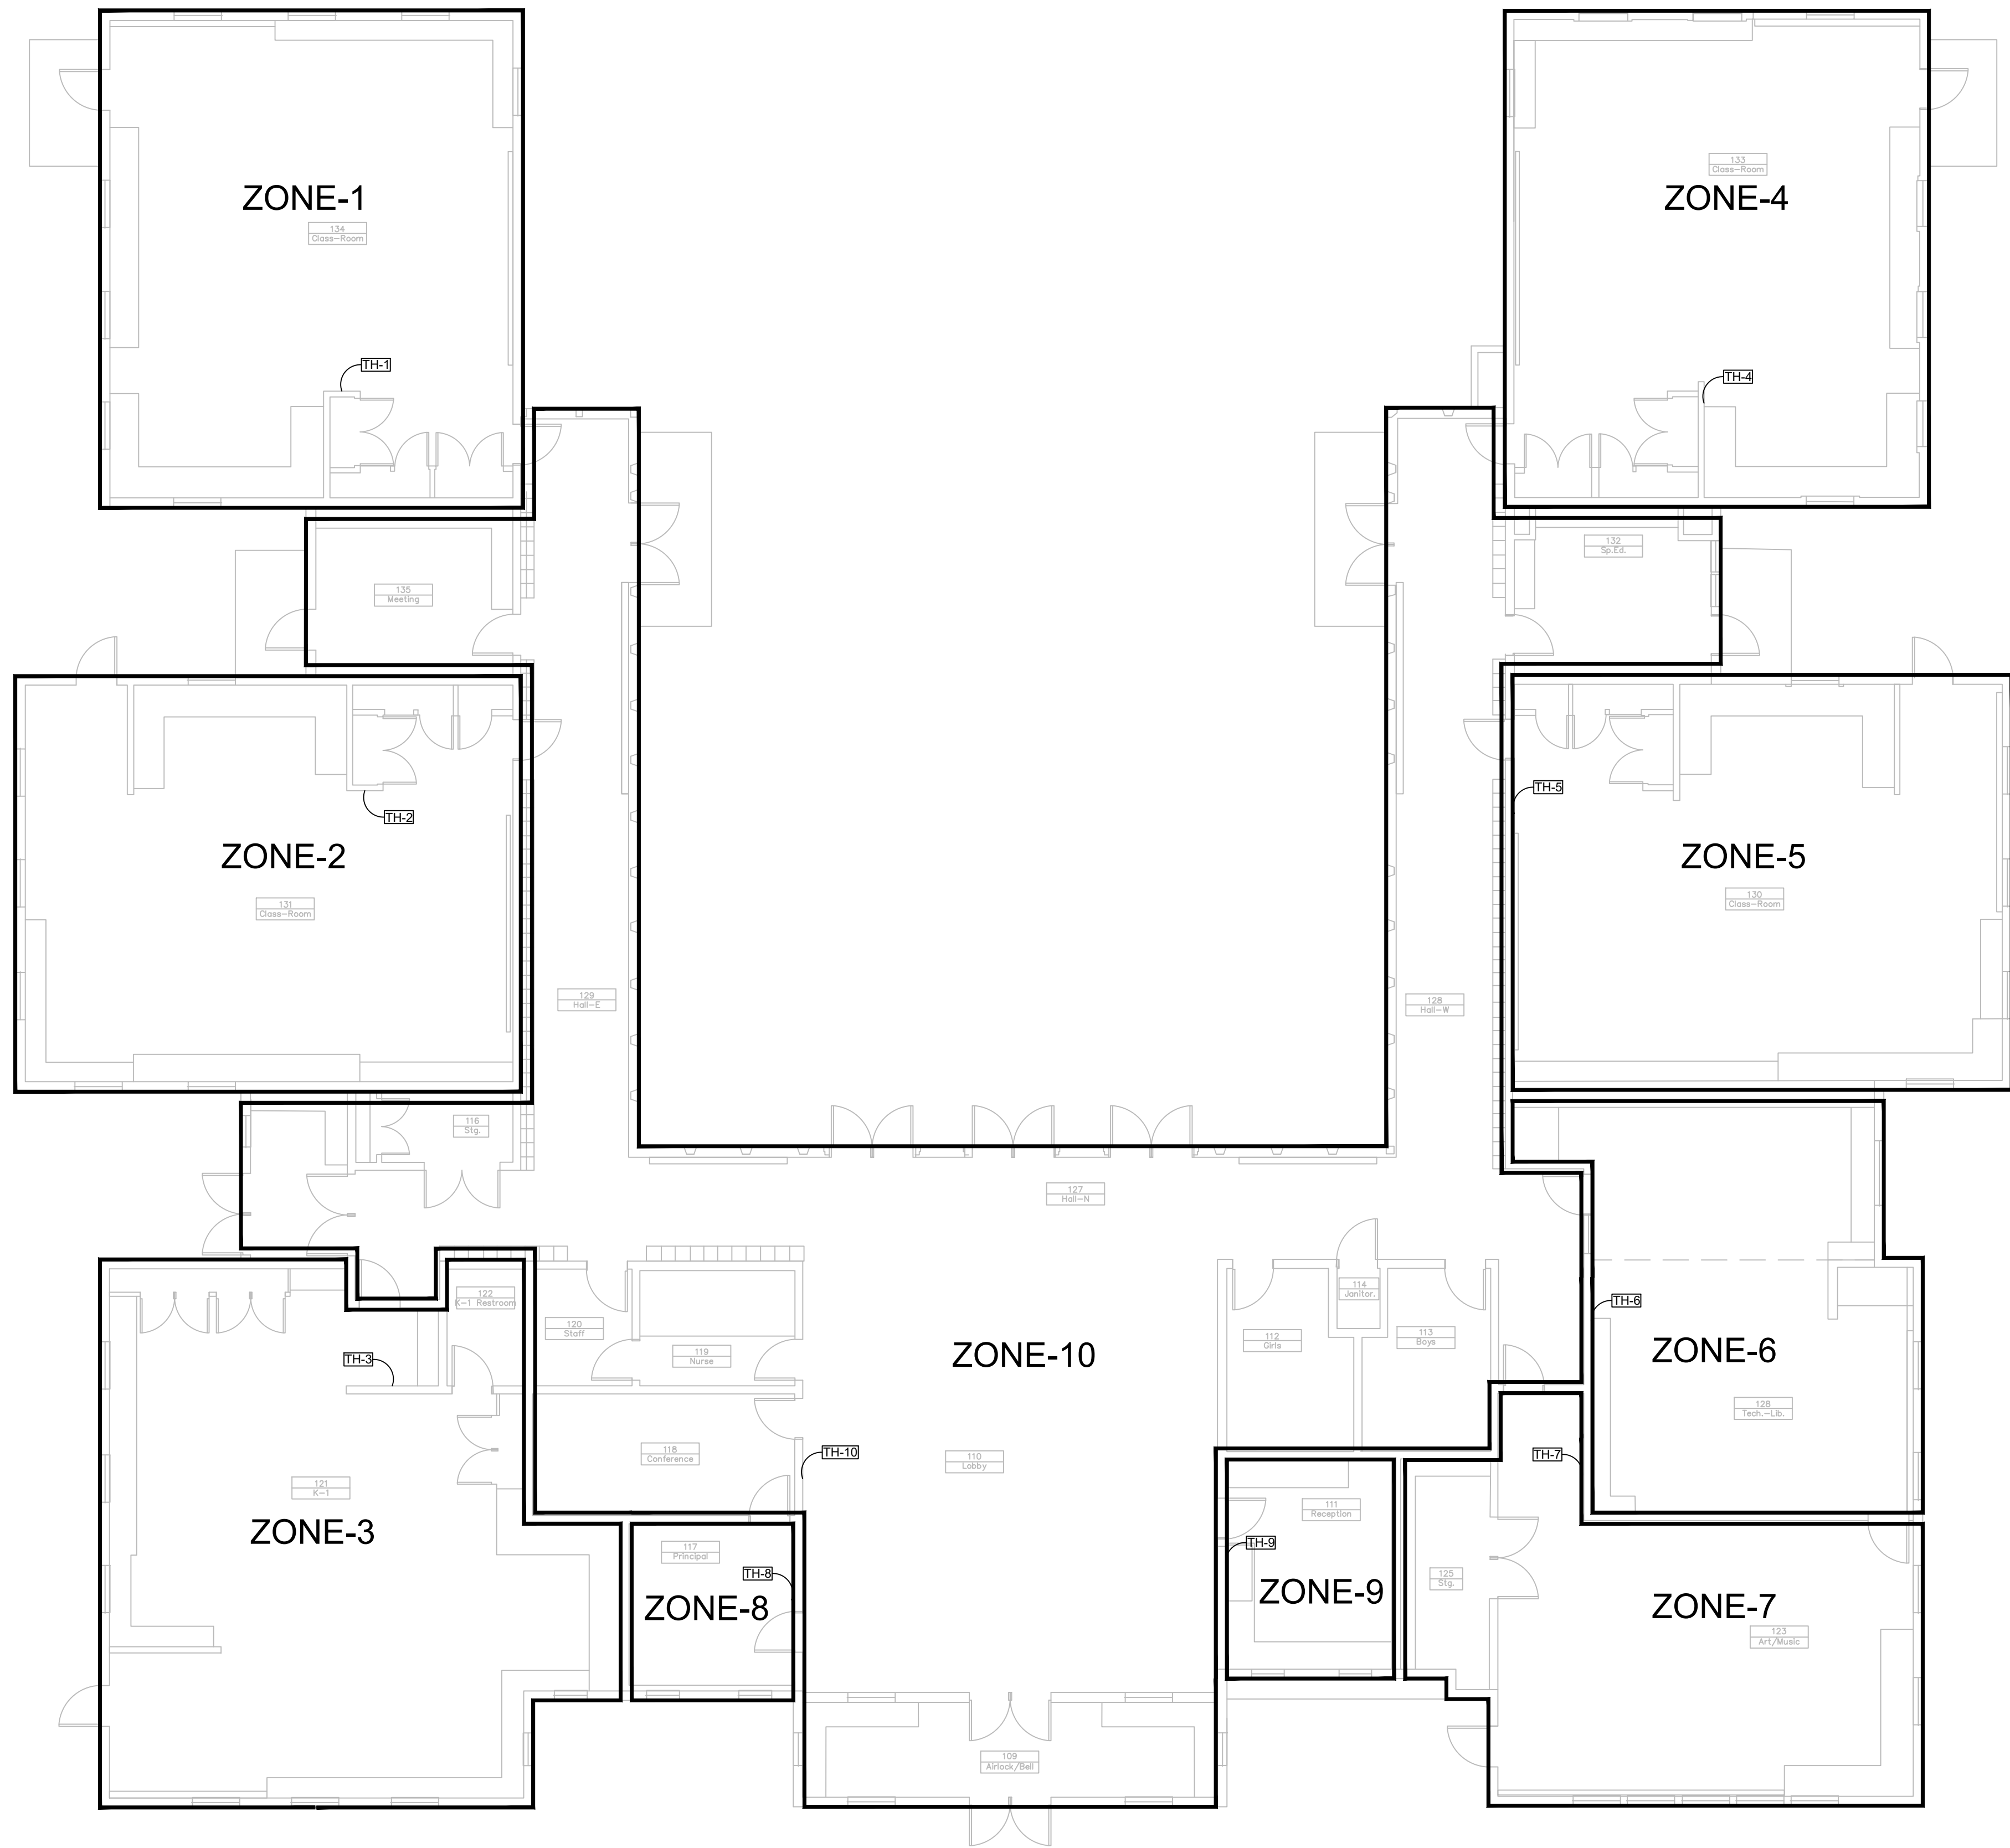 133
Class-Room
ZONE-1
ZONE-4
134
Class-Room
TH-1
TH-4
132
Sp.Ed.
135
Meeting
TH-5
TH-2
ZONE-2
ZONE-5
131
Class-Room
130
Class-Room
129
Hall-E
128
Hall-W
116
Stg.
127
Hall-N
122
K-1 Restroom
114
Janitor.
TH-6
120
Staff
112
Girls
113
Boys
119
Nurse
TH-3
ZONE-10
ZONE-6
128
Tech.-Lib.
118
Conference
TH-10
110
Lobby
TH-7
121
K-1
111
Reception
ZONE-3
117
Principal
TH-9
TH-8
125
Stg.
ZONE-8
ZONE-9
ZONE-7
123
Art/Music
109
Airlock/Bell